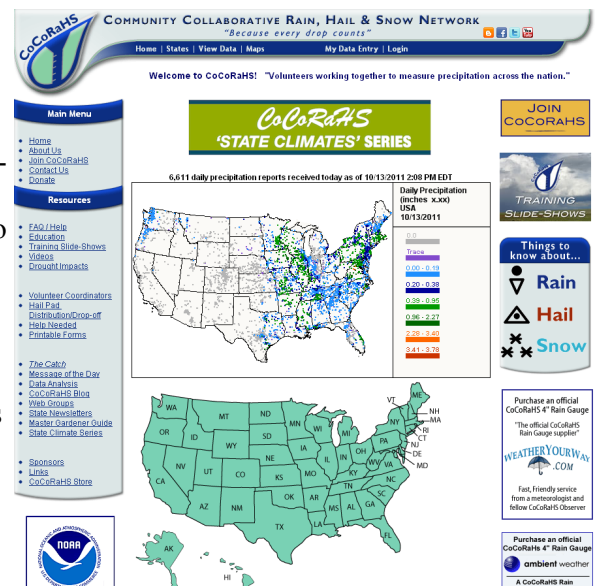 CoCoRaHS
COMMUNITY COLLABORATIVE RAIN, HAIL & SNOW NETWORK
"Because every drop counts"
Home | States | View Data | Maps
My Data Entry | Login
Welcome to CoCoRaHS! "Volunteers working together to measure precipitation across the nation."
Main Menu
Home
About Us
Join CoCoRaHS
Contact Us
Donate
Resources
FAQ / Help
Education
Training Slide-Shows
Videos
Drought Impacts
Volunteer Coordinators
Hail Pad
Distribution/Drop-off
Help Needed
Printable Forms
The Catch
Message of the Day
Data Analysis
CoCoRaHS Blog
Web Groups
State Newsletters
Master Gardener Guide
State Climate Series
Sponsors
Links
CoCoRaHS Store
NOAA
CoCoRaHS
'STATE CLIMATES' SERIES
6,611 daily precipitation reports received today as of 10/13/2011 2:08 PM EDT
Daily Precipitation
(inches x.xx)
USA
10/13/2011
0.0
Trace
0.00 - 0.19
0.20 - 0.38
0.39 - 0.95
0.96 - 2.27
2.28 - 3.40
3.41 - 3.78
WA
OR
CA
ID
NV
MT
WY
UT
AZ
CO
NM
ND
SD
NE
KS
OK
TX
MN
IA
MO
AR
LA
WI
IL
MS
MI
IN
KY
TN
AL
OH
WV
GA
FL
SC
NC
VA
PA
NY
VT
ME
NH
MA
RI
CT
NJ
DE
MD
AK
HI
JOIN
COCORAHS
TRAINING
SLIDE-SHOWS
Things to
know about...
Rain
Hail
Snow
Purchase an official
CoCoRaHS 4" Rain Gauge
"The official CoCoRaHS
Rain Gauge supplier"
WEATHERYOURWAY
.COM
Fast, Friendly service
from a meteorologist and
fellow CoCoRaHS Observer
Purchase an official
CoCoRaHs 4" Rain Gauge
ambient weather
A CoCoRaHS Rain